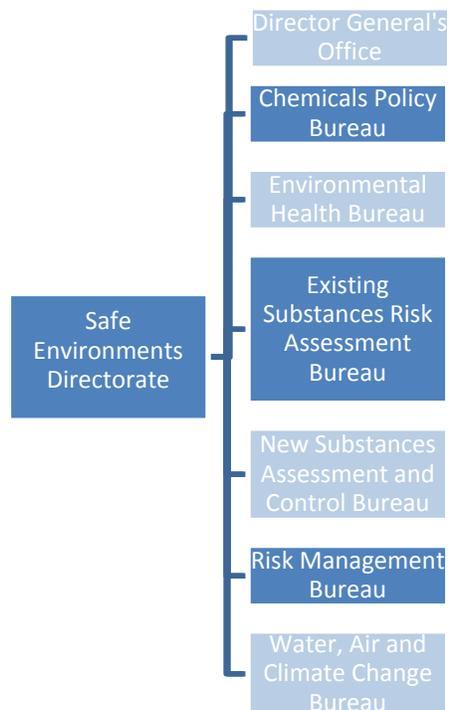 Director General's
Office
Chemicals Policy
Bureau
Environmental
Health Bureau
Existing
Substances Risk
Assessment
Bureau
Safe
Environments
Directorate
New Substances
Assessment and
Control Bureau
Risk Management
Bureau
Water, Air and
Climate Change
Bureau